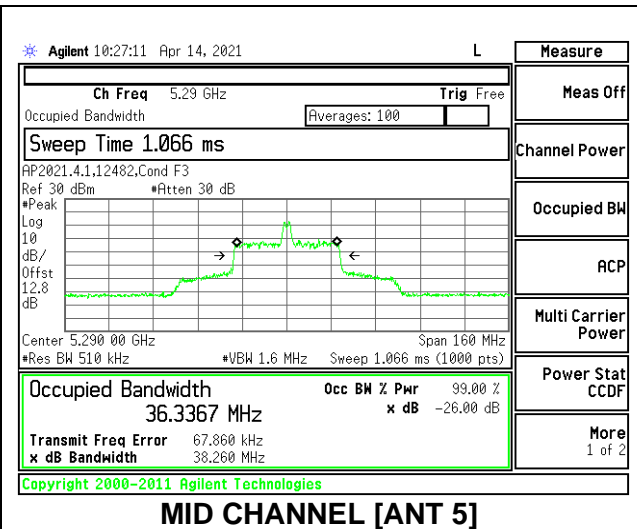 Agilent 10:27:11 Apr 14, 2021 L Measure
Ch Freq 5.29 GHz Trig Free
Meas Off
Occupied Bandwidth Averages: 100
Sweep Time 1.066 ms
Channel Power
AP2021.4.1,12482,Cond F3
Ref 30 dBm #Atten 30 dB
#Peak
Occupied BW
Log
10
dB/
ACP
Offst
12.8
dB
Multi Carrier
Power
Center 5.290 00 GHz Span 160 MHz
#Res BW 510 kHz #VBW 1.6 MHz Sweep 1.066 ms (1000 pts)
Power Stat
CCDF
Occupied Bandwidth Occ BW % Pwr 99.00 %
36.3367 MHz x dB -26.00 dB
Transmit Freq Error 67.860 kHz
x dB Bandwidth 38.260 MHz
More
1 of 2
Copyright 2000-2011 Agilent Technologies
MID CHANNEL [ANT 5]